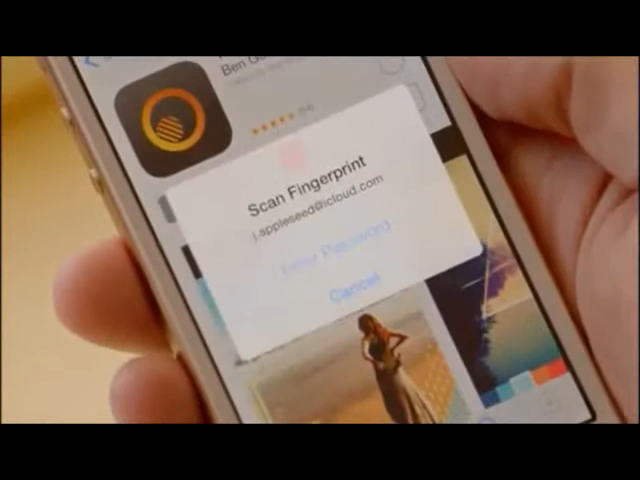 Ben
Scan Fingerprint
j.appleseed@icloud.com
Enter Password
Cancel